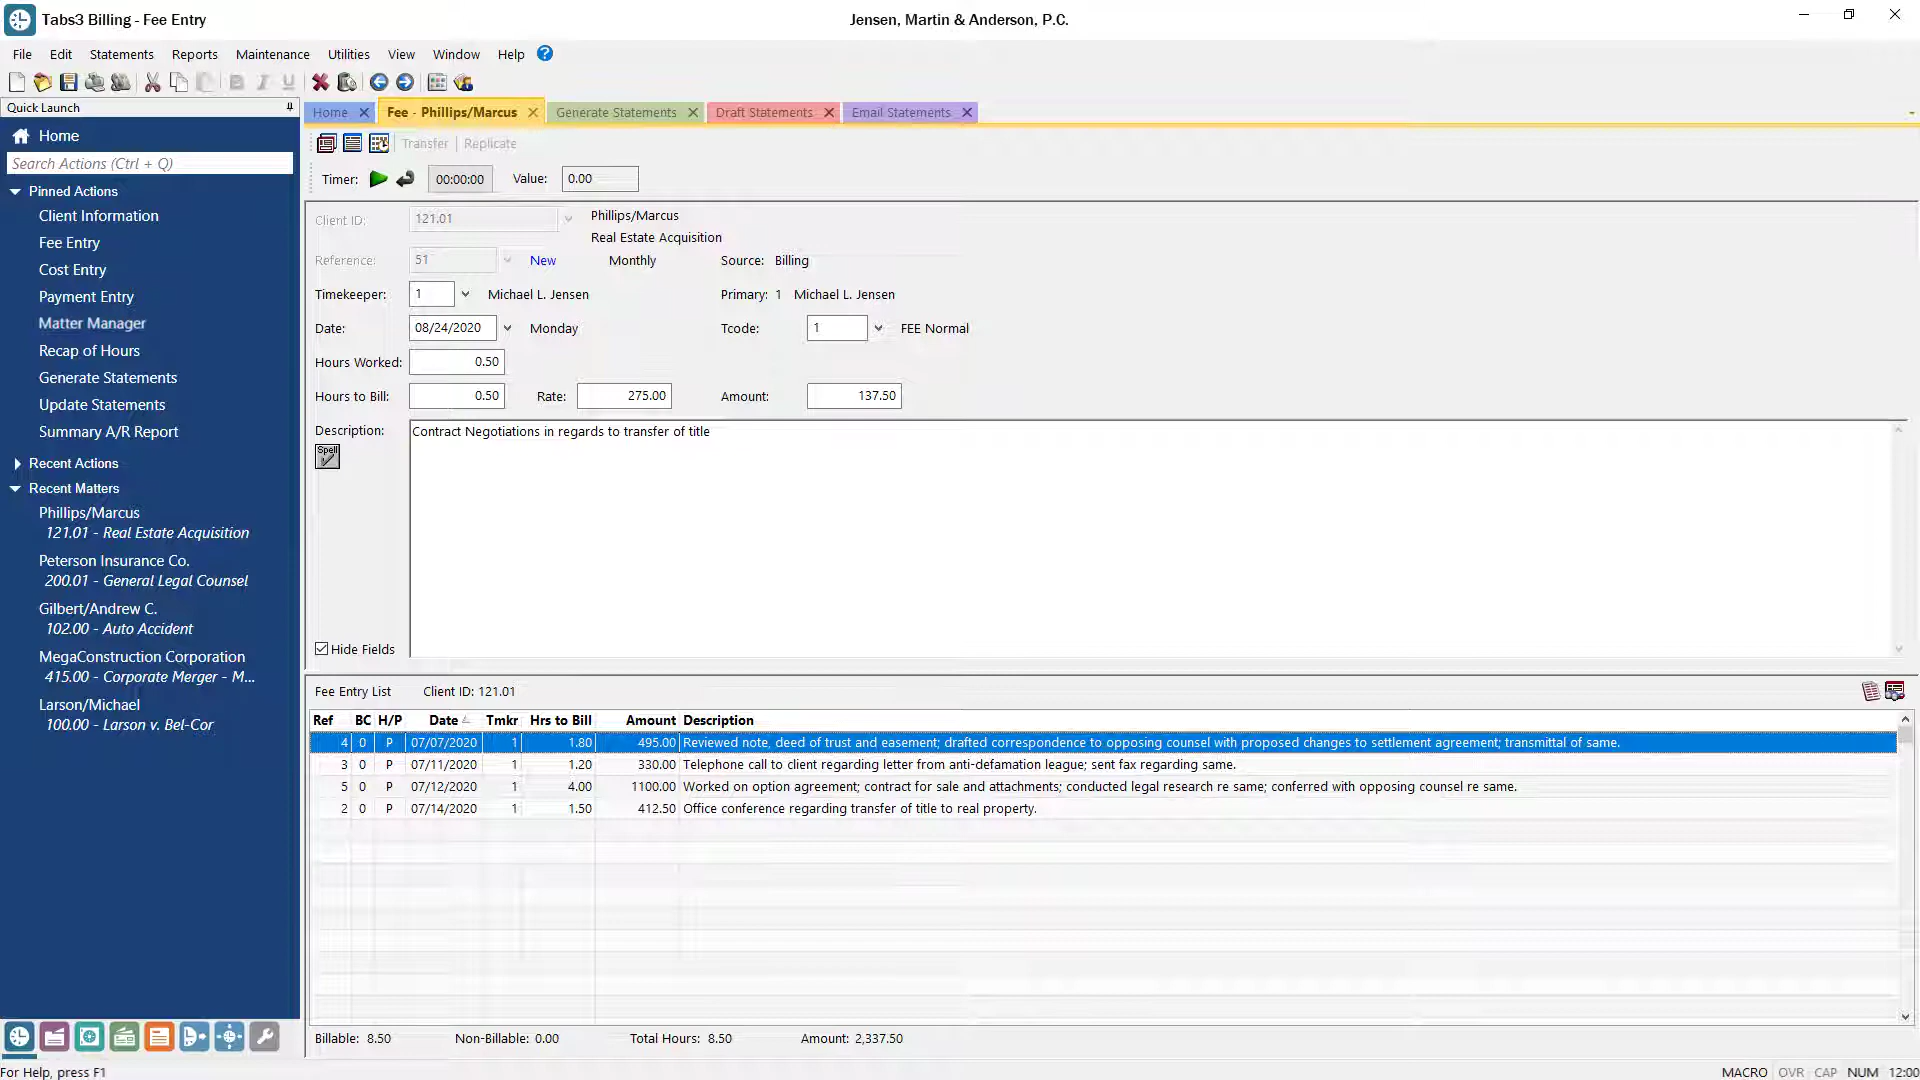 Tabs3 Billing - Fee Entry
Jensen, Martin & Anderson, P.C.
File Edit Statements Reports Maintenance Utilities View Window Help ?
B I U
Quick Launch
Home
Search Actions (Ctrl + Q)
Pinned Actions
Client Information
Fee Entry
Cost Entry
Payment Entry
Matter Manager
Recap of Hours
Generate Statements
Update Statements
Summary A/R Report
Recent Actions
Recent Matters
Phillips/Marcus
121.01 - Real Estate Acquisition
Peterson Insurance Co.
200.01 - General Legal Counsel
Gilbert/Andrew C.
102.00 - Auto Accident
MegaConstruction Corporation
415.00 - Corporate Merger - M...
Larson/Michael
100.00 - Larson v. Bel-Cor
Home Fee - Phillips/Marcus Generate Statements Draft Statements Email Statements
Transfer Replicate
Timer: 00:00:00 Value: 0.00
Client ID: 121.01 Phillips/Marcus
Real Estate Acquisition
Reference: 51 New Monthly Source: Billing
Timekeeper: 1 Michael L. Jensen Primary: 1 Michael L. Jensen
Date: 08/24/2020 Monday Tcode: 1 FEE Normal
Hours Worked: 0.50
Hours to Bill: 0.50 Rate: 275.00 Amount: 137.50
Description: Contract Negotiations in regards to transfer of title
Spell
Hide Fields
Fee Entry List Client ID: 121.01
Ref BC H/P Date Tmkr Hrs to Bill Amount Description
4 0 P 07/07/2020 1 1.80 495.00 Reviewed note, deed of trust and easement; drafted correspondence to opposing counsel with proposed changes to settlement agreement; transmittal of same.
3 0 P 07/11/2020 1 1.20 330.00 Telephone call to client regarding letter from anti-defamation league; sent fax regarding same.
5 0 P 07/12/2020 1 4.00 1100.00 Worked on option agreement; contract for sale and attachments; conducted legal research re same; conferred with opposing counsel re same.
2 0 P 07/14/2020 1 1.50 412.50 Office conference regarding transfer of title to real property.
Billable: 8.50 Non-Billable: 0.00 Total Hours: 8.50 Amount: 2,337.50
For Help, press F1
MACRO OVR CAP NUM 12:00